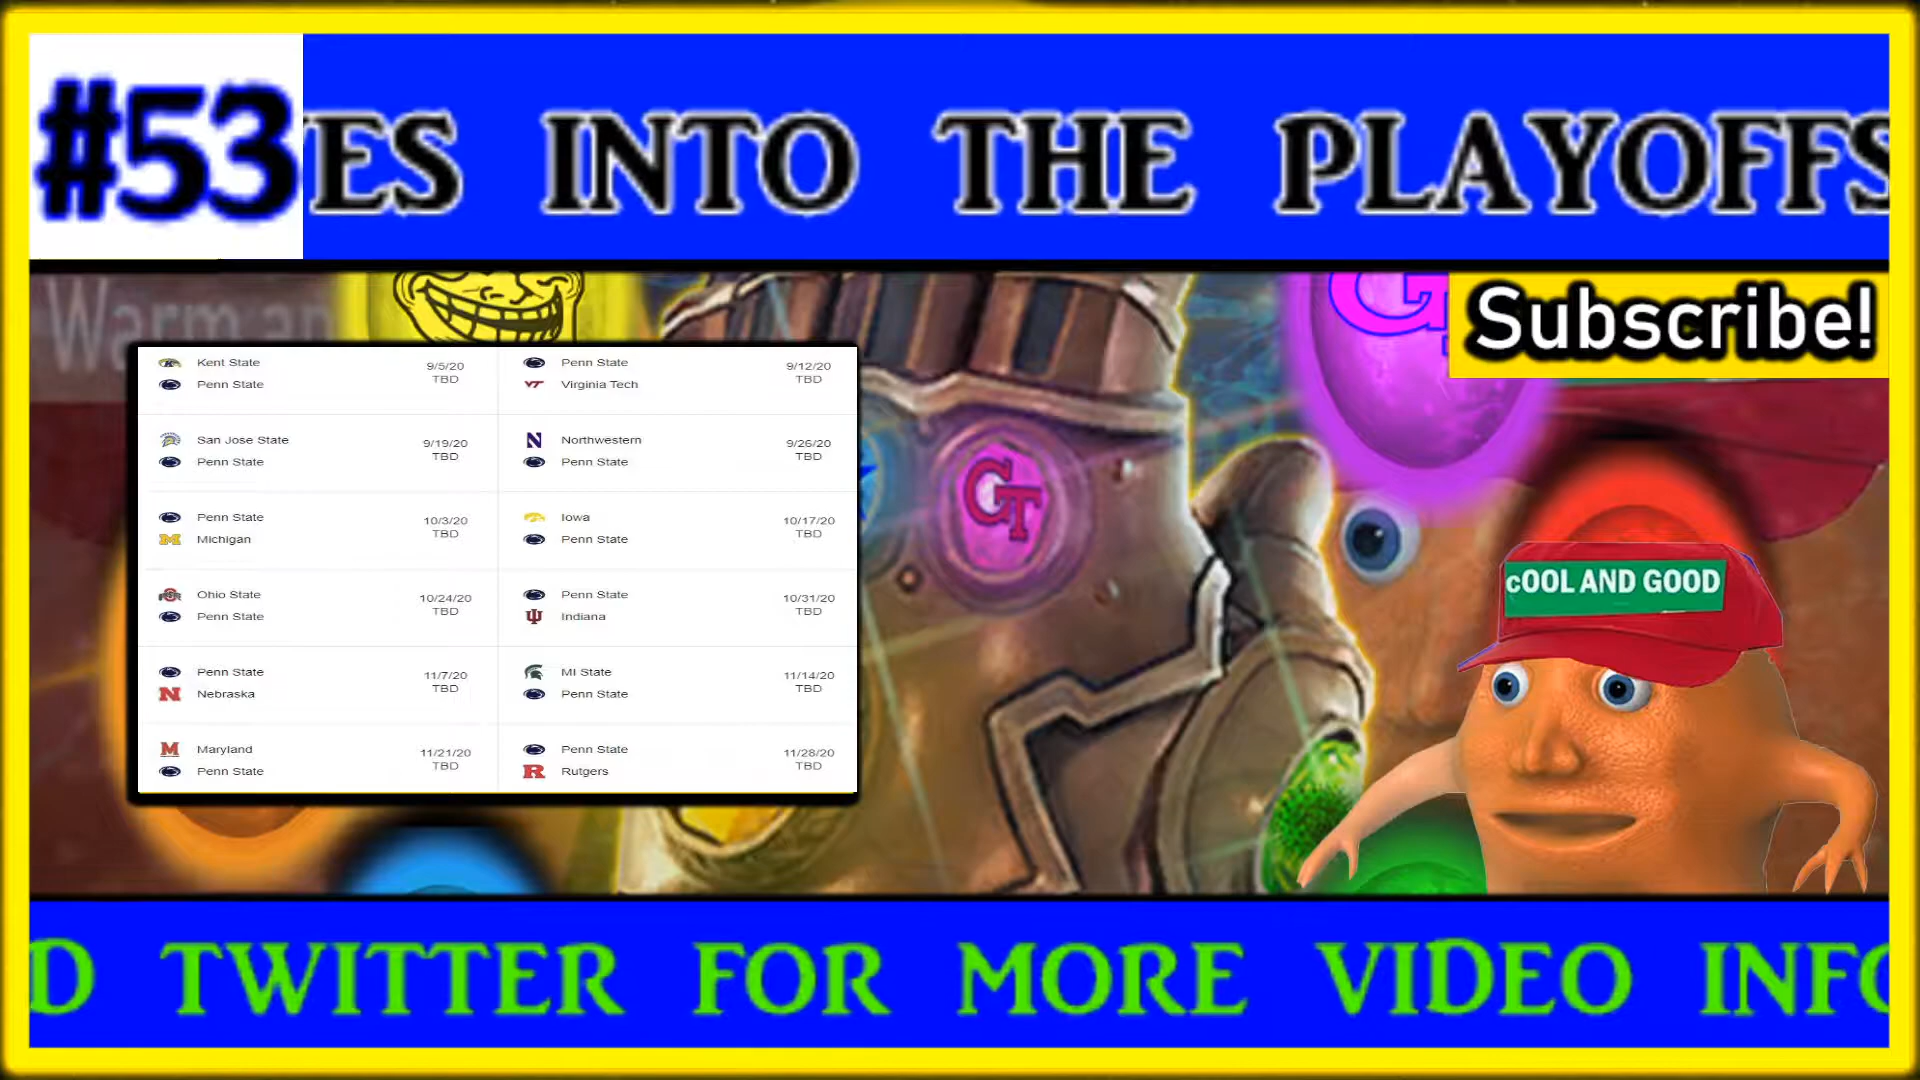 #53
ES INTO THE PLAYOFFS
Subscribe!
Warm an
G
Kent State
Penn State
9/5/20
TBD
Penn State
Virginia Tech
9/12/20
TBD
San Jose State
Penn State
9/19/20
TBD
Northwestern
Penn State
9/26/20
TBD
Penn State
Michigan
10/3/20
TBD
Iowa
Penn State
10/17/20
TBD
Ohio State
Penn State
10/24/20
TBD
Penn State
Indiana
10/31/20
TBD
Penn State
Nebraska
11/7/20
TBD
MI State
Penn State
11/14/20
TBD
Maryland
Penn State
11/21/20
TBD
Penn State
Rutgers
11/28/20
TBD
GT
cOOL AND GOOD
D TWITTER FOR MORE VIDEO INFO